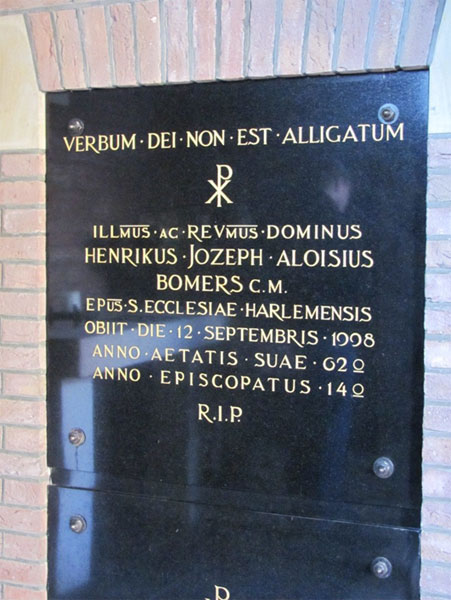 VERBUM · DEI · NON · EST · ALLIGATUM
☧
ILLMUS · AC · REVMUS · DOMINUS
HENRIKUS · JOZEPH · ALOISIUS
BOMERS C.M.
EPUS · S. ECCLESIAE · HARLEMENSIS
OBIIT · DIE · 12 · SEPTEMBRIS · 1998
ANNO · AETATIS · SUAE · 62º
ANNO · EPISCOPATUS · 14º
R.I.P.